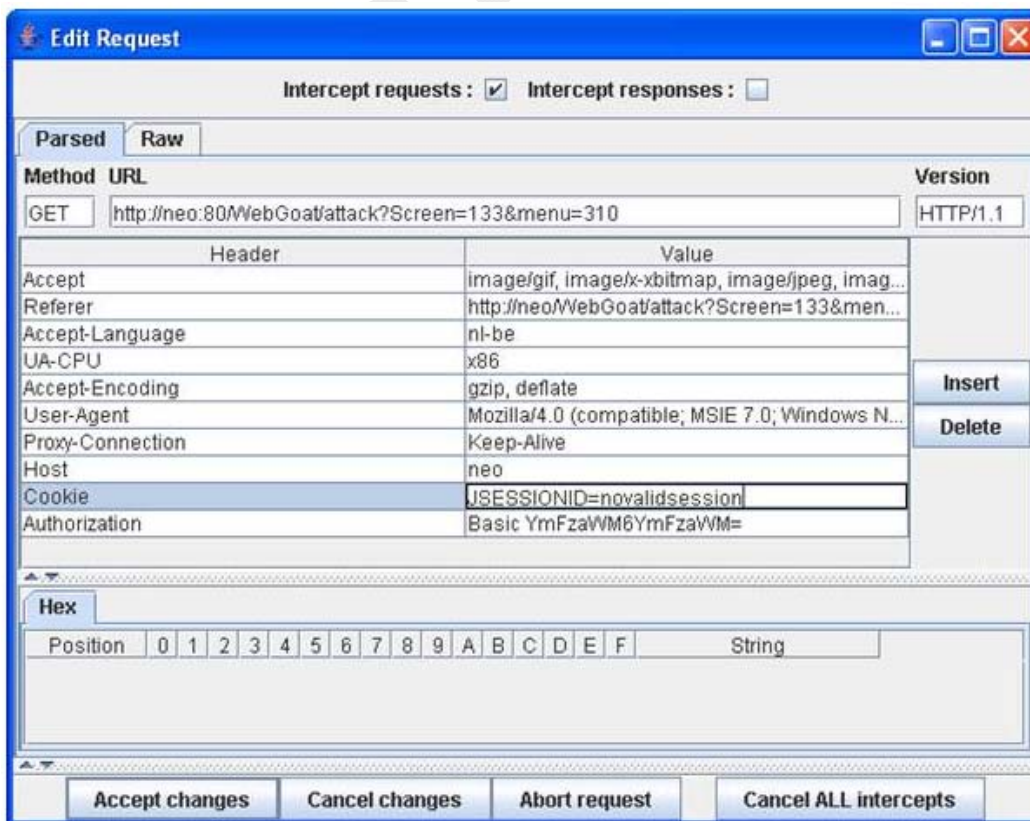 Edit Request
Intercept requests : Intercept responses :
Parsed Raw
Method URL Version
GET http://neo:80/WebGoat/attack?Screen=133&menu=310 HTTP/1.1
Header Value
Accept image/gif, image/x-xbitmap, image/jpeg, imag...
Referer http://neo/WebGoat/attack?Screen=133&men...
Accept-Language nl-be
UA-CPU x86
Accept-Encoding gzip, deflate
Insert
User-Agent Mozilla/4.0 (compatible; MSIE 7.0; Windows N...
Delete
Proxy-Connection Keep-Alive
Host neo
Cookie JSESSIONID=novalidsession
Authorization Basic YmFzaWM6YmFzaWM=
Hex
Position 0 1 2 3 4 5 6 7 8 9 A B C D E F String
Accept changes Cancel changes Abort request Cancel ALL intercepts